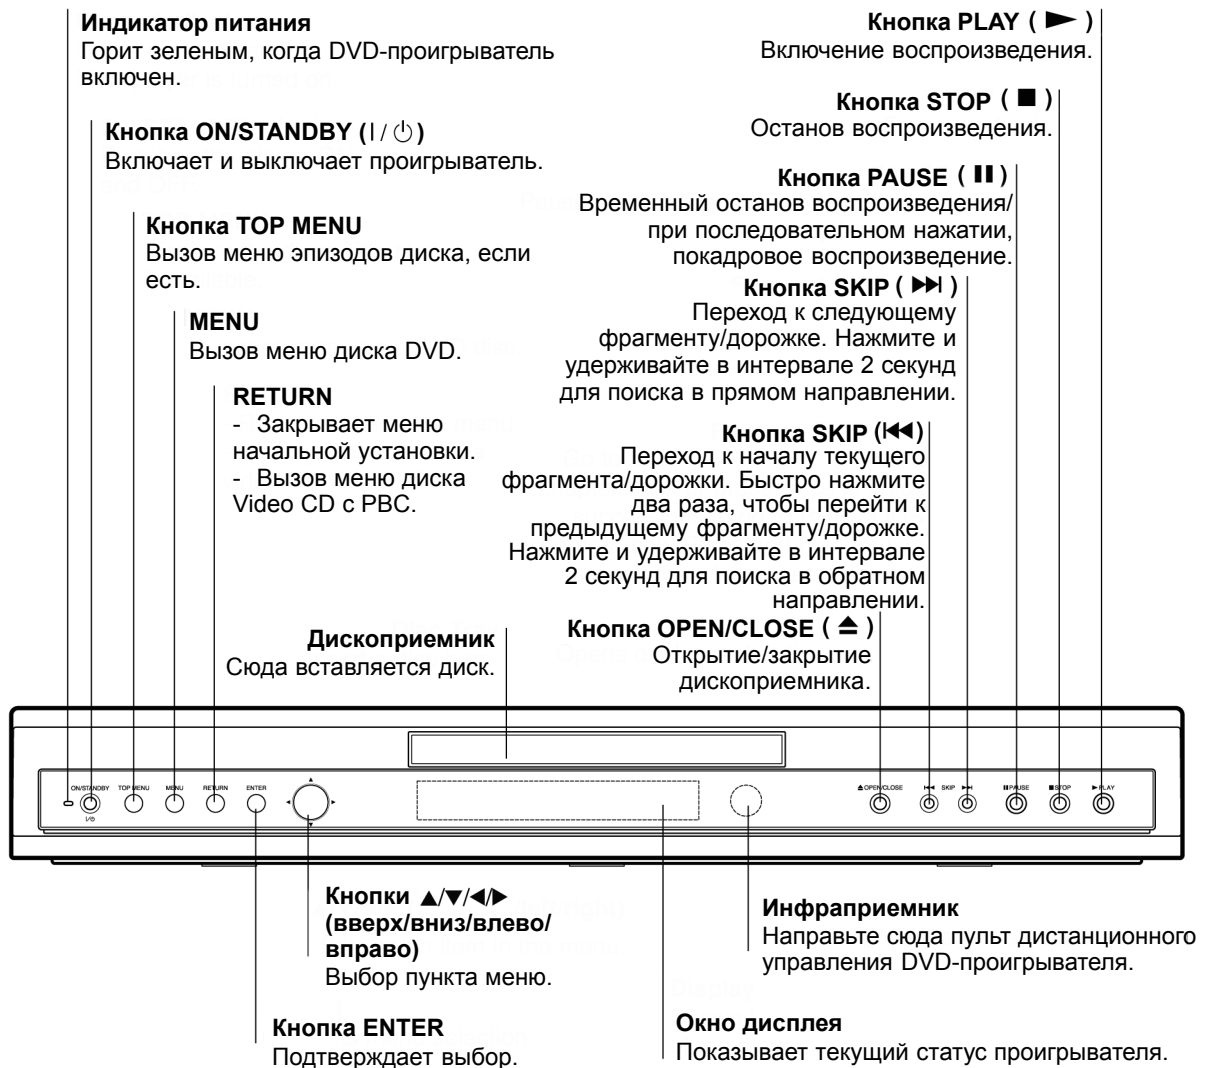 Индикатор питания
Горит зеленым, когда DVD-проигрыватель
включен.
Кнопка ON/STANDBY (I/⏻)
Включает и выключает проигрыватель.
Кнопка TOP MENU
Вызов меню эпизодов диска, если
есть.
MENU
Вызов меню диска DVD.
RETURN
- Закрывает меню
начальной установки.
- Вызов меню диска
Video CD с PBC.
Дископриемник
Сюда вставляется диск.
Кнопка PLAY (►)
Включение воспроизведения.
Кнопка STOP (■)
Останов воспроизведения.
Кнопка PAUSE (❚❚)
Временный останов воспроизведения/
при последовательном нажатии,
покадровое воспроизведение.
Кнопка SKIP (►►|)
Переход к следующему
фрагменту/дорожке. Нажмите и
удерживайте в интервале 2 секунд
для поиска в прямом направлении.
Кнопка SKIP (|◄◄)
Переход к началу текущего
фрагмента/дорожки. Быстро нажмите
два раза, чтобы перейти к
предыдущему фрагменту/дорожке.
Нажмите и удерживайте в интервале
2 секунд для поиска в обратном
направлении.
Кнопка OPEN/CLOSE (⏏)
Открытие/закрытие
дископриемника.
ON/STANDBY TOP MENU MENU RETURN ENTER ⏏ OPEN/CLOSE |◄◄ SKIP ►►| ❚❚ PAUSE ■ STOP ► PLAY
I/⏻
Кнопки ▲/▼/◄/►
(вверх/вниз/влево/
вправо)
Выбор пункта меню.
Кнопка ENTER
Подтверждает выбор.
Инфраприемник
Направьте сюда пульт дистанционного
управления DVD-проигрывателя.
Окно дисплея
Показывает текущий статус проигрывателя.